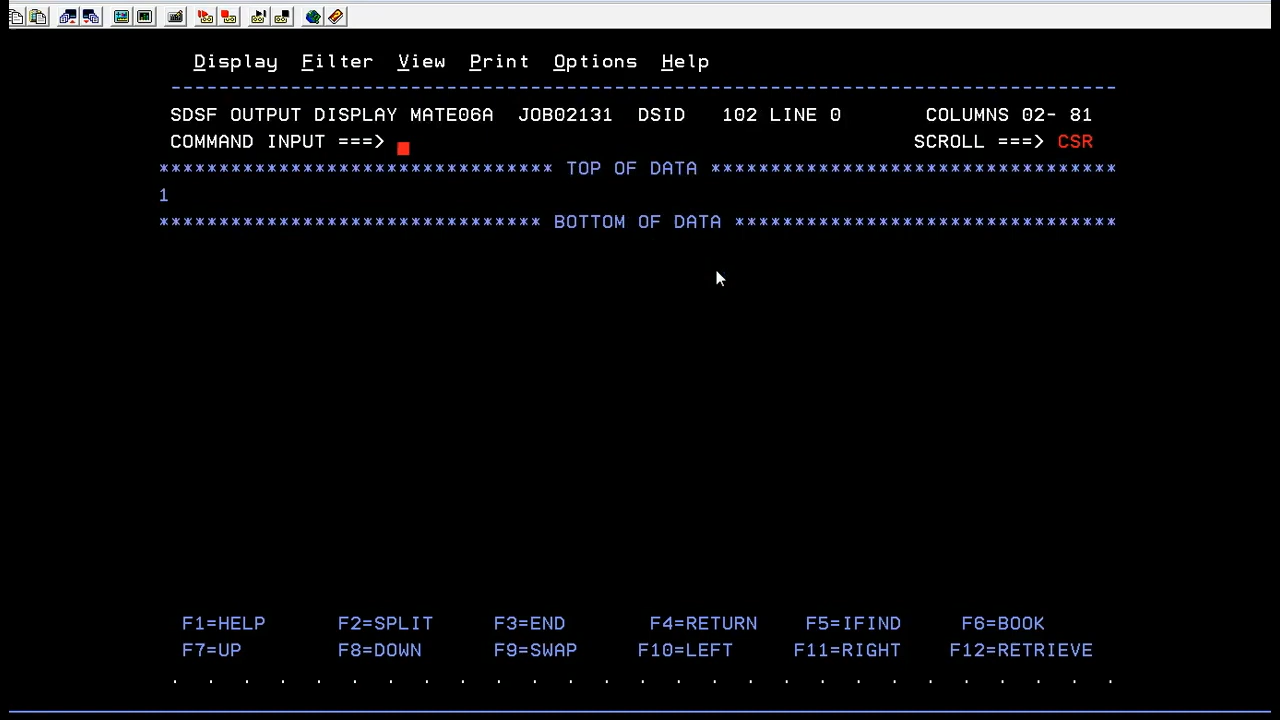 Display Filter View Print Options Help
-------------------------------------------------------------------------------
SDSF OUTPUT DISPLAY MATE06A JOB02131 DSID 102 LINE 0 COLUMNS 02- 81
COMMAND INPUT ===> SCROLL ===> CSR
********************************* TOP OF DATA **********************************
1
******************************** BOTTOM OF DATA ********************************
F1=HELP F2=SPLIT F3=END F4=RETURN F5=IFIND F6=BOOK
F7=UP F8=DOWN F9=SWAP F10=LEFT F11=RIGHT F12=RETRIEVE
. . . . . . . . . . . . . . . . . . . . . . . . . . .